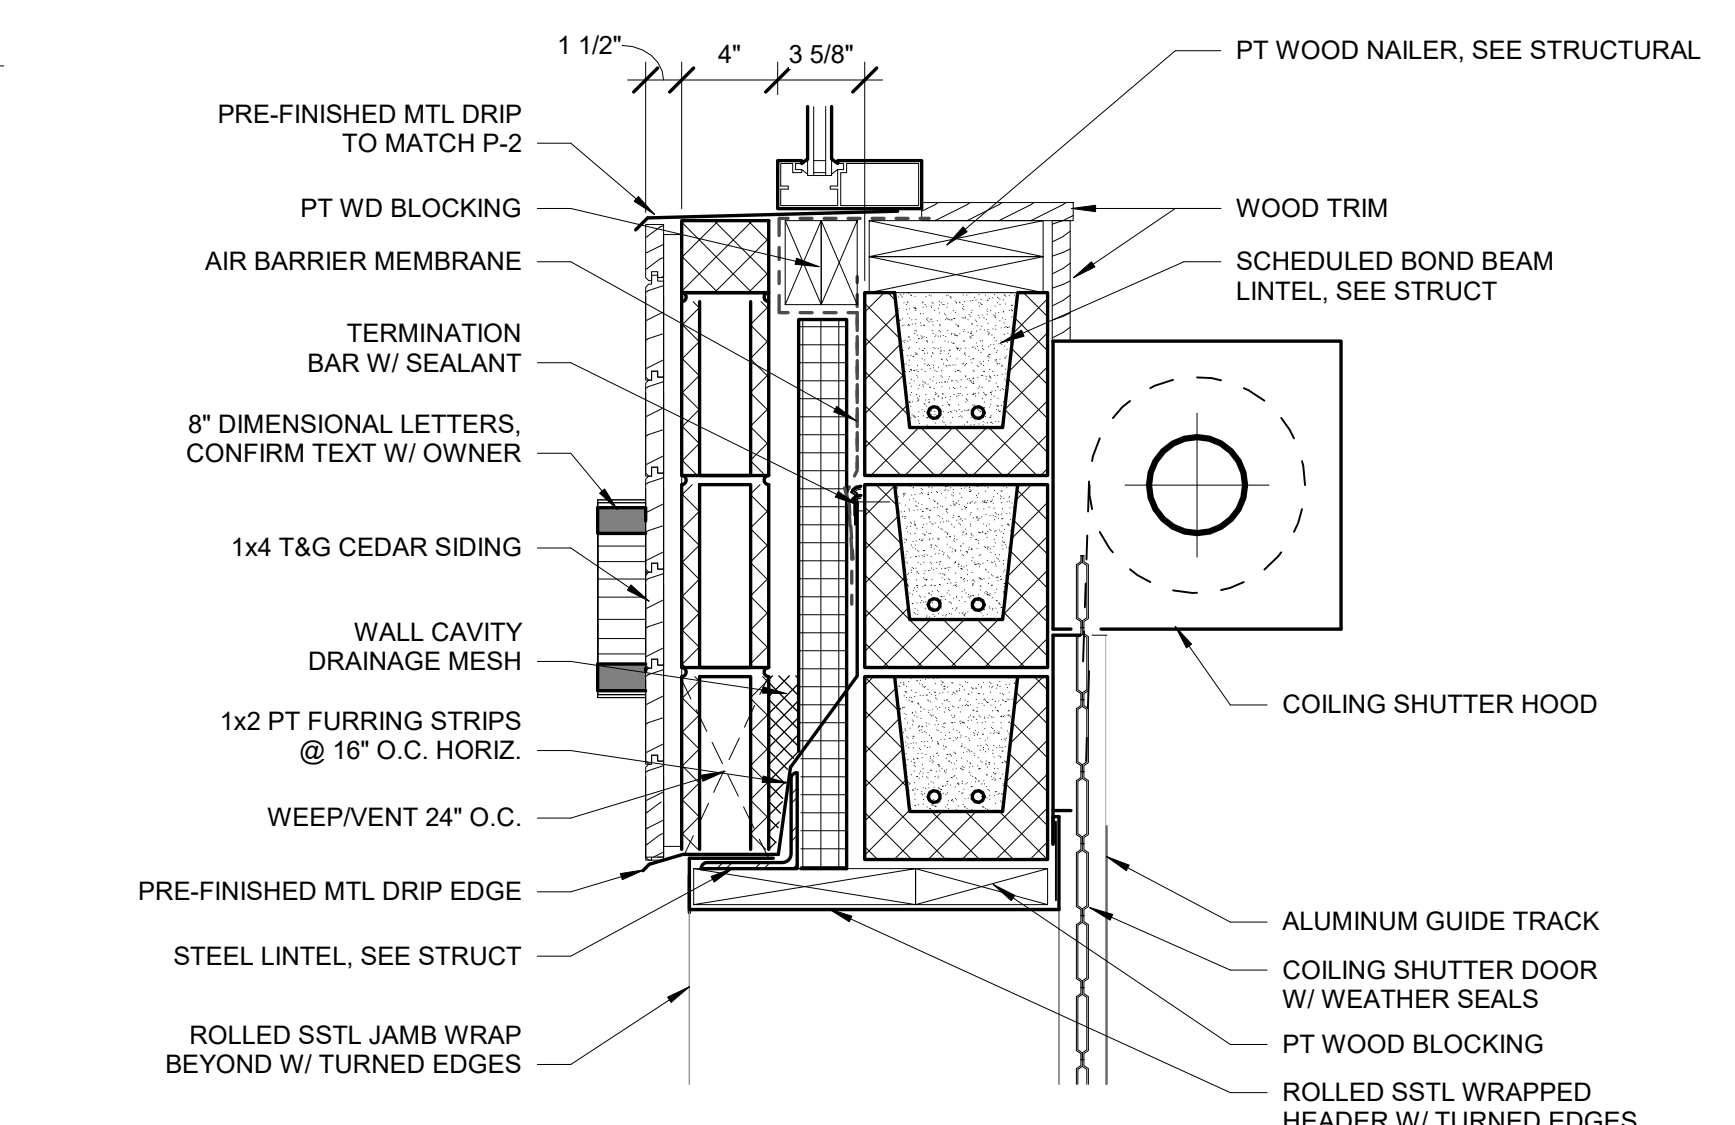 1 1/2"
4"
3 5/8"
PRE-FINISHED MTL DRIP
TO MATCH P-2
PT WD BLOCKING
AIR BARRIER MEMBRANE
TERMINATION
BAR W/ SEALANT
8" DIMENSIONAL LETTERS,
CONFIRM TEXT W/ OWNER
1x4 T&G CEDAR SIDING
WALL CAVITY
DRAINAGE MESH
1x2 PT FURRING STRIPS
@ 16" O.C. HORIZ.
WEEP/VENT 24" O.C.
PRE-FINISHED MTL DRIP EDGE
STEEL LINTEL, SEE STRUCT
ROLLED SSTL JAMB WRAP
BEYOND W/ TURNED EDGES
PT WOOD NAILER, SEE STRUCTURAL
WOOD TRIM
SCHEDULED BOND BEAM
LINTEL, SEE STRUCT
COILING SHUTTER HOOD
ALUMINUM GUIDE TRACK
COILING SHUTTER DOOR
W/ WEATHER SEALS
PT WOOD BLOCKING
ROLLED SSTL WRAPPED
HEADER W/ TURNED EDGES